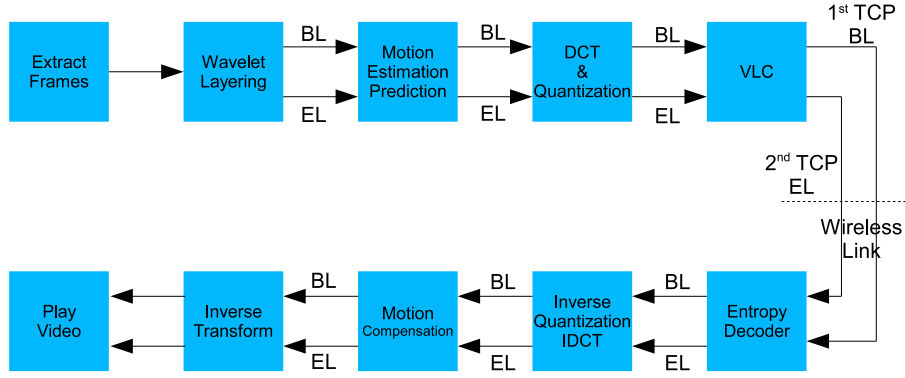 1st TCP
BL
BL
BL
BL
Extract
Frames
Wavelet
Layering
Motion
Estimation
Prediction
DCT
&
Quantization
VLC
EL
EL
EL
2nd TCP
EL
Wireless
Link
BL
BL
BL
Play
Video
Inverse
Transform
Motion
Compensation
Inverse
Quantization
IDCT
Entropy
Decoder
EL
EL
EL